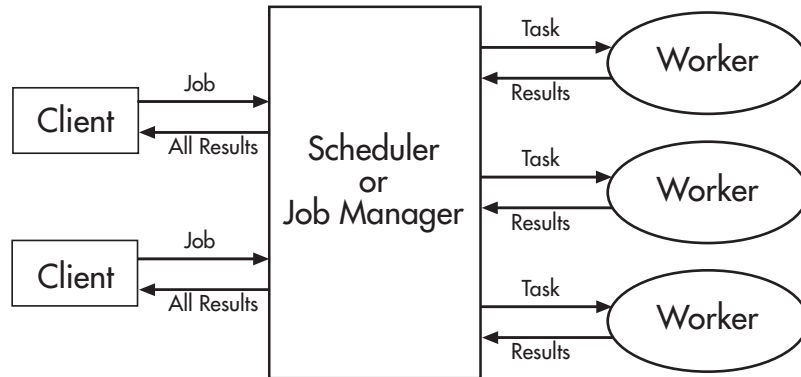 Client
Job
All Results
Client
Job
All Results
Scheduler
or
Job Manager
Task
Results
Worker
Task
Results
Worker
Task
Results
Worker